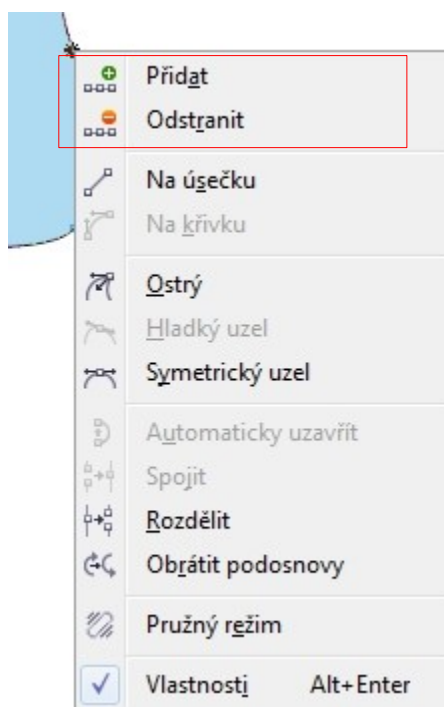 Přidat
Odstranit
Na úsečku
Na křivku
Ostrý
Hladký uzel
Symetrický uzel
Automaticky uzavřít
Spojit
Rozdělit
Obrátit podosnovy
Pružný režim
Vlastnosti Alt+Enter